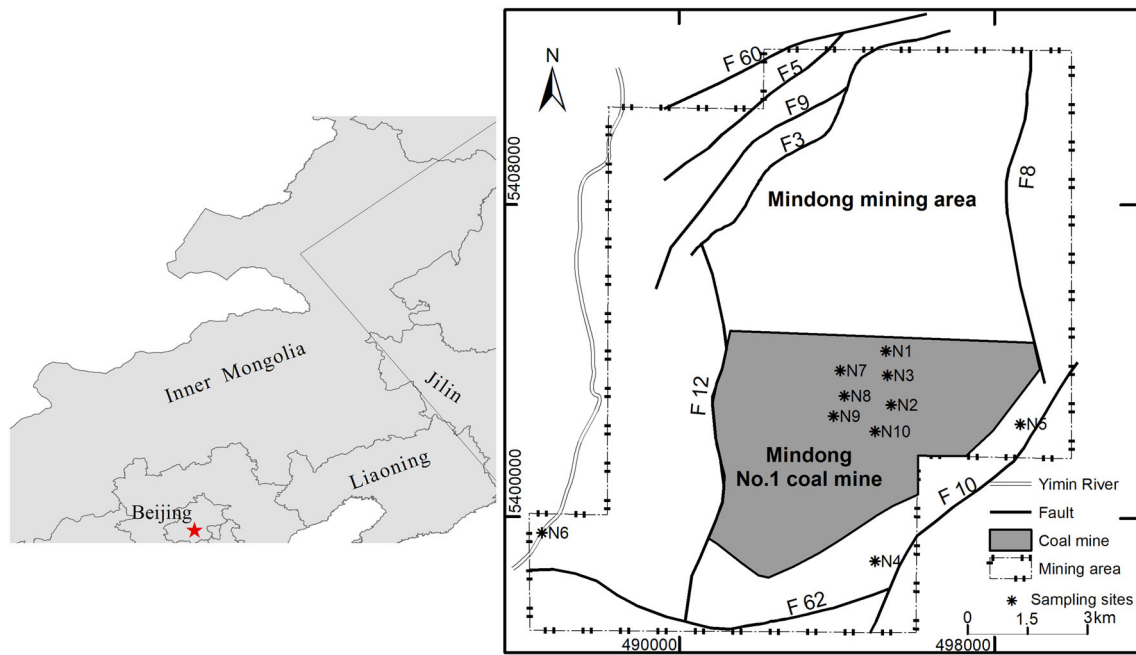 Inner Mongolia
Jilin
Liaoning
Beijing
N
F 60
F5
F9
F3
F8
5408000
Mindong mining area
N1
N7
N3
N8
N2
N9
N10
N5
F 12
Mindong
No.1 coal mine
5400000
N6
N4
F 10
F 62
Yimin River
Fault
Coal mine
Mining area
Sampling sites
0 1.5 3km
490000
498000